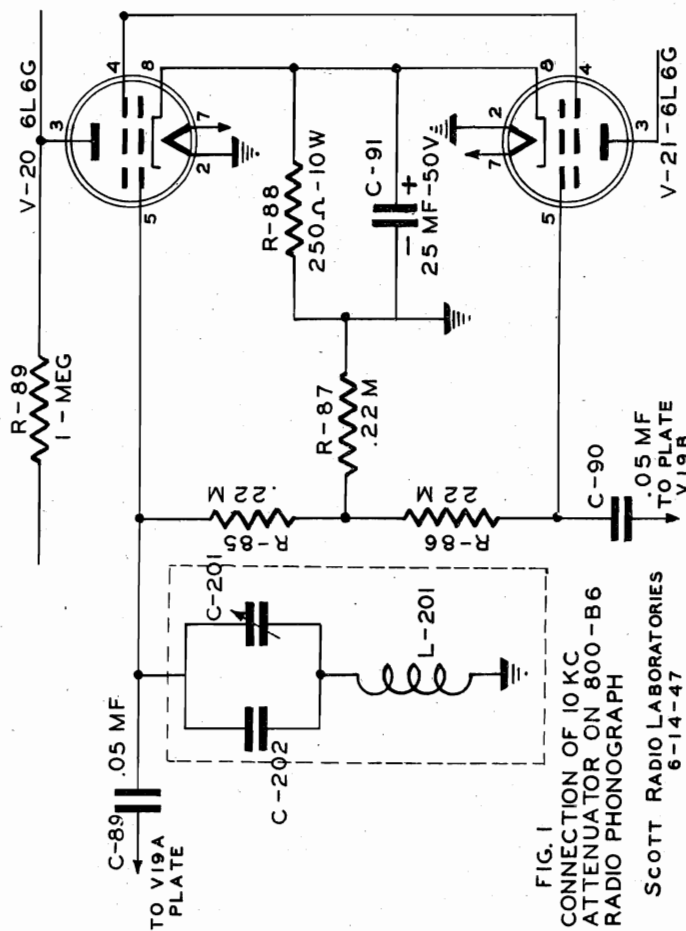 V-20 6L6G
3
4
8
5
7
2
R-89
1-MEG
R-88
250Ω-10W
C-91
− +
25 MF-50V.
2
7
8
4
5
3
V-21-6L6G
R-87
.22 M
.22 M
R-85
22 M
R-86
C-90
.05 MF
TO PLATE
V19B
C-89
.05 MF
TO V19A
PLATE
C-201
C-202
L-201
FIG. 1
CONNECTION OF 10 KC
ATTENUATOR ON 800-B6
RADIO PHONOGRAPH
SCOTT RADIO LABORATORIES
6-14-47